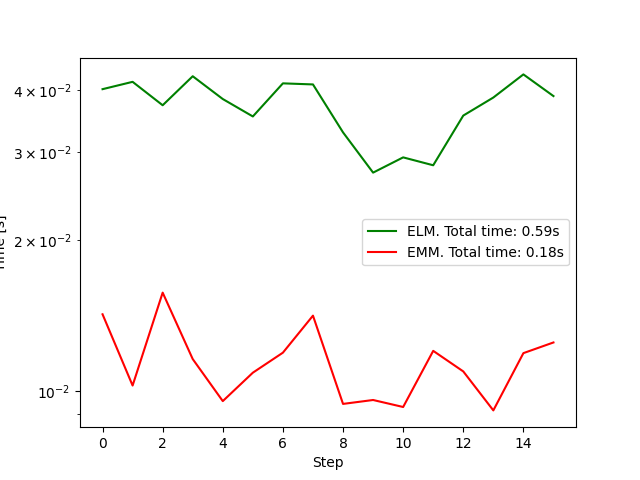 4 × 10⁻²
3 × 10⁻²
2 × 10⁻²
10⁻²
Time [s]
ELM. Total time: 0.59s
EMM. Total time: 0.18s
0 2 4 6 8 10 12 14
Step